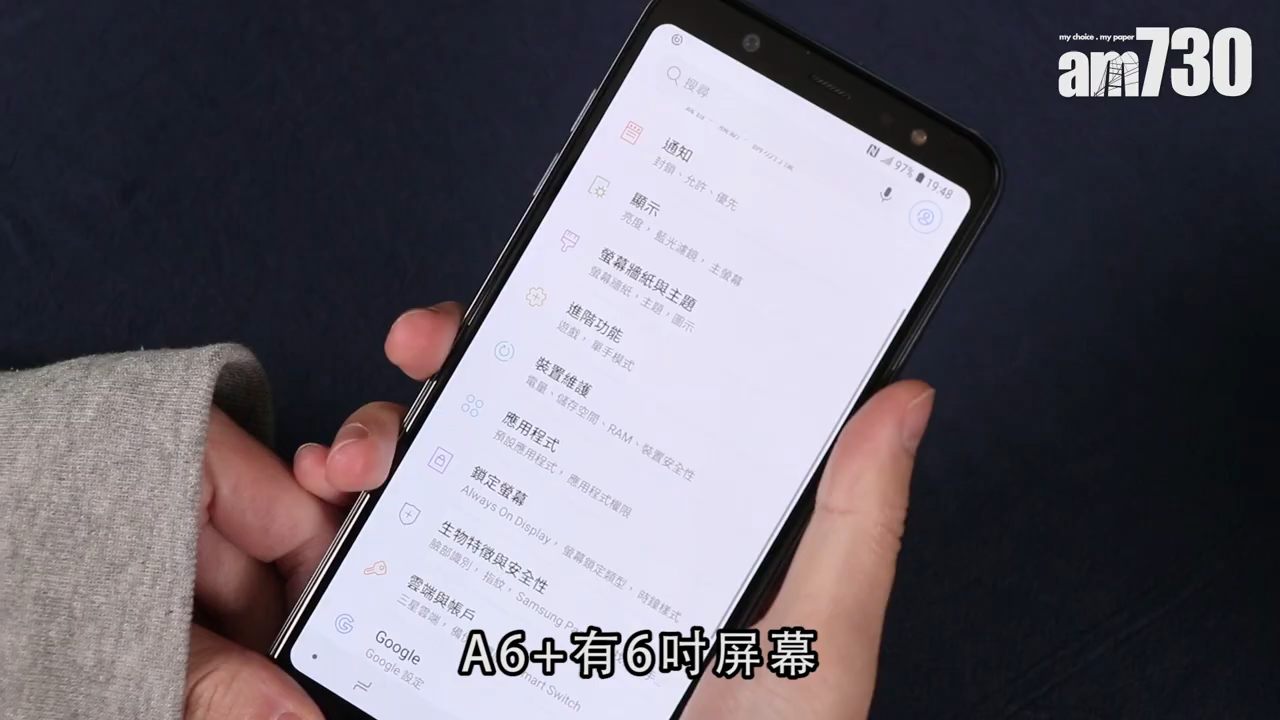 my choice . my paper
am730
97% 19:48
搜尋
通知
封鎖、允許、優先
顯示
亮度，藍光濾鏡，主螢幕
螢幕牆紙與主題
螢幕牆紙，主題，圖示
進階功能
遊戲，單手模式
裝置維護
電量、儲存空間、RAM、裝置安全性
應用程式
預設應用程式，應用程式權限
鎖定螢幕
Always On Display，螢幕鎖定類型，時鐘樣式
生物特徵與安全性
臉部識別，指紋，Samsung
雲端與帳戶
三星雲端，
Smart Switch
Google
Google 設定
A6+有6吋屏幕